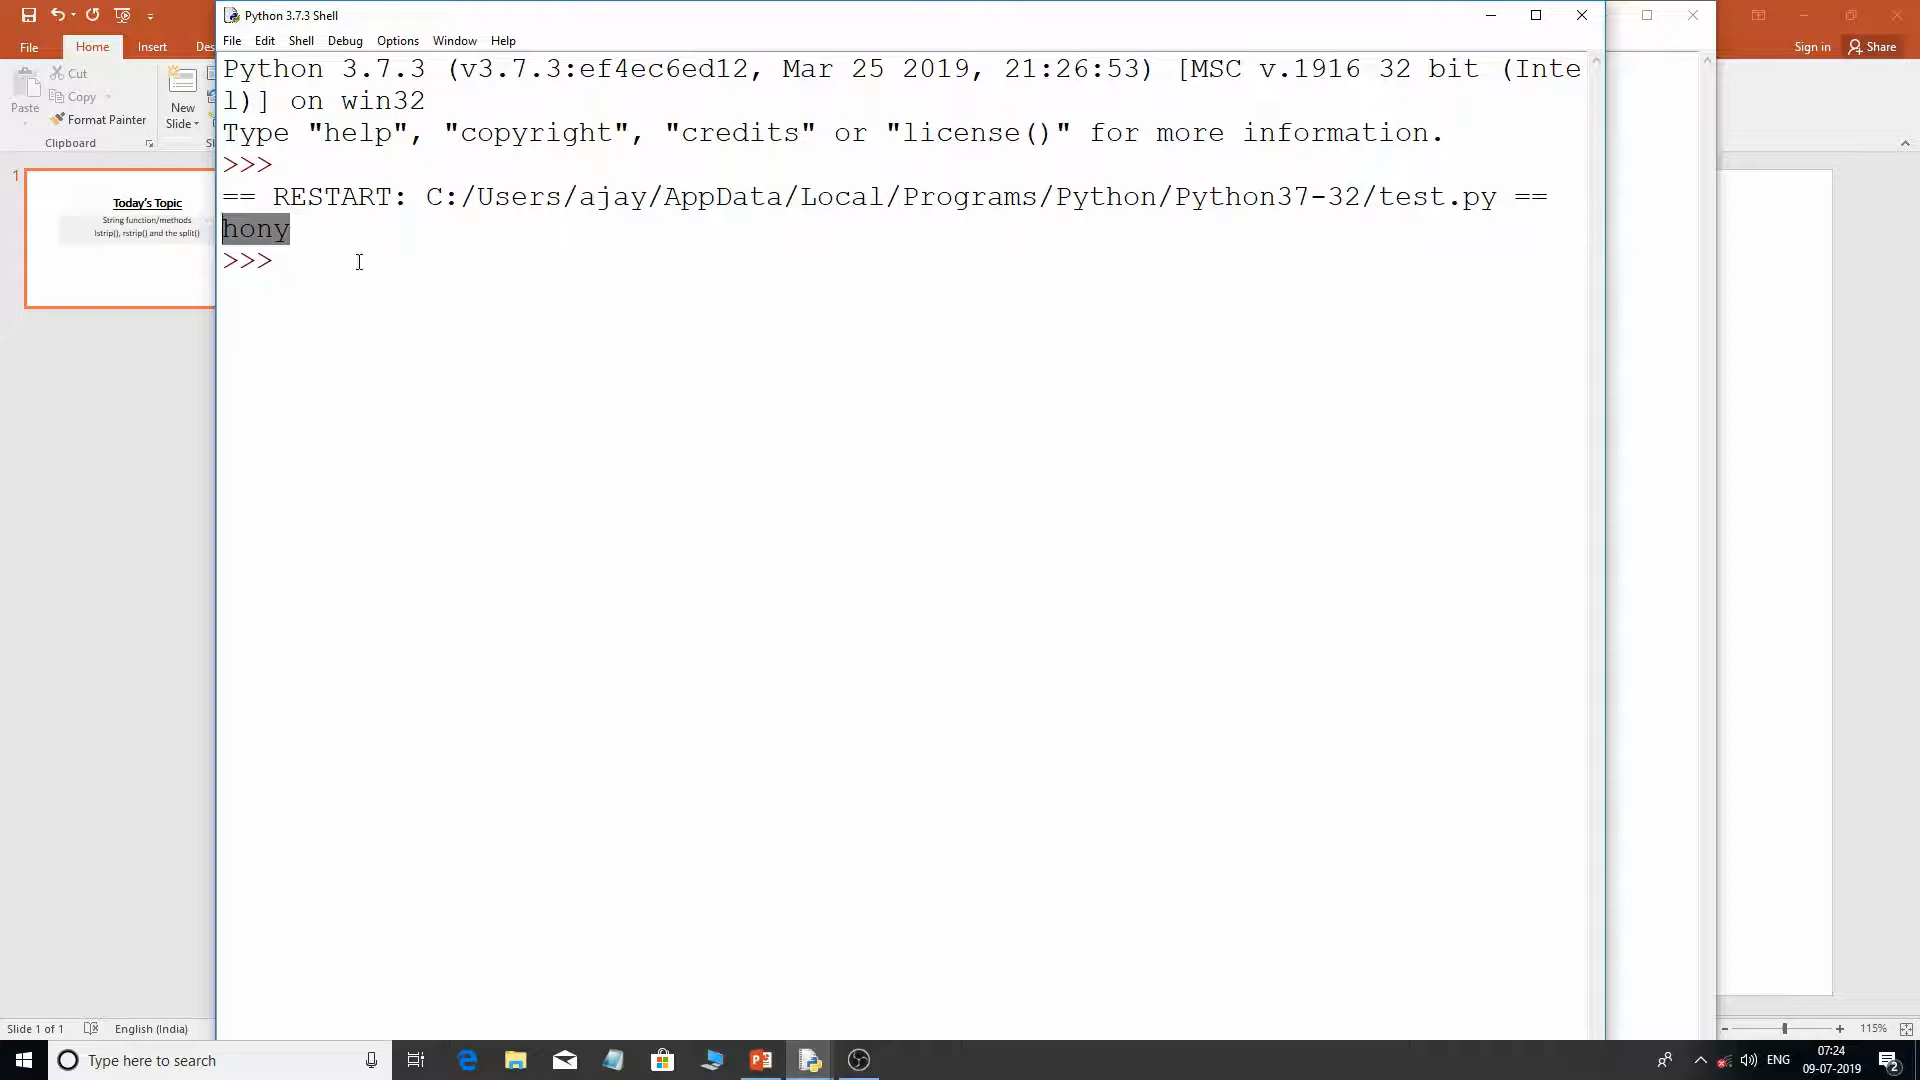 Python 3.7.3 Shell
File Edit Shell Debug Options Window Help
Python 3.7.3 (v3.7.3:ef4ec6ed12, Mar 25 2019, 21:26:53) [MSC v.1916 32 bit (Inte
l)] on win32
Type "help", "copyright", "credits" or "license()" for more information.
>>>
== RESTART: C:/Users/ajay/AppData/Local/Programs/Python/Python37-32/test.py ==
hony
>>>
File Home Insert Des
Sign in Share
Cut
Copy
Format Painter
Paste
Clipboard
New
Slide
1
Today's Topic
String function/methods
lstrip(), rstrip() and the split()
Slide 1 of 1 English (India)
115%
Type here to search
ENG
07:24
09-07-2019
2